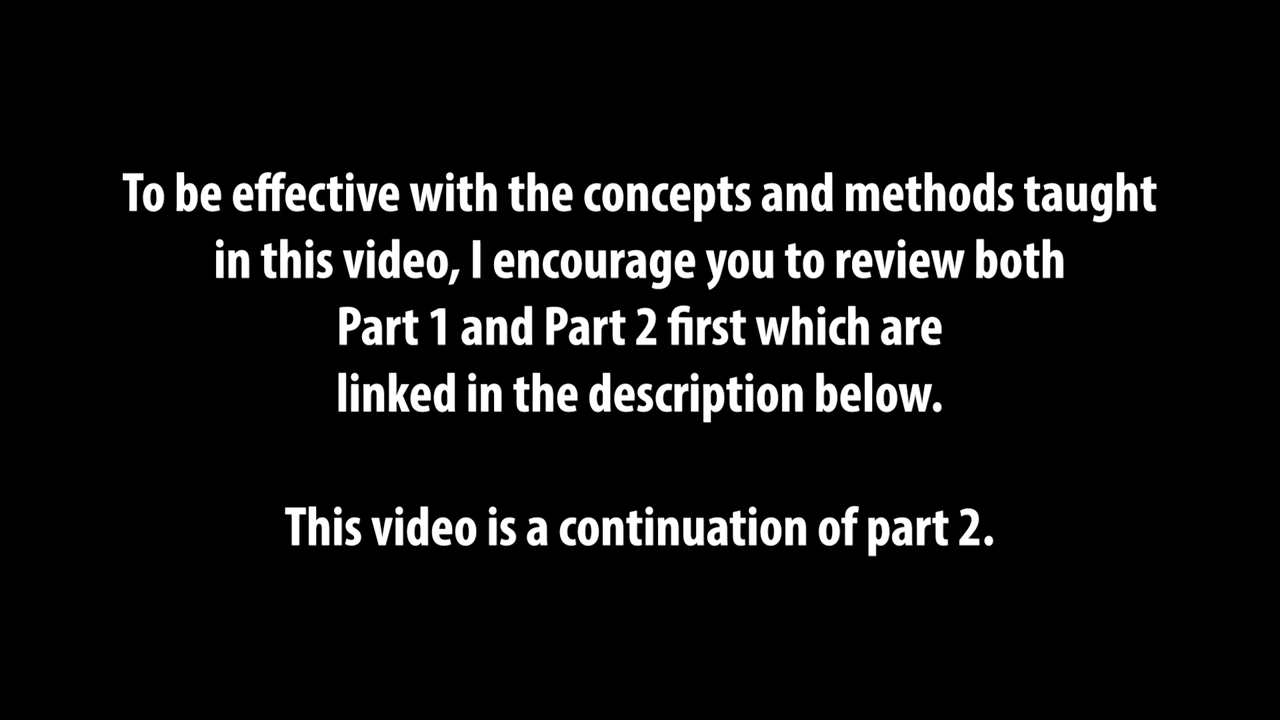 To be effective with the concepts and methods taught
in this video, I encourage you to review both
Part 1 and Part 2 first which are
linked in the description below.
This video is a continuation of part 2.